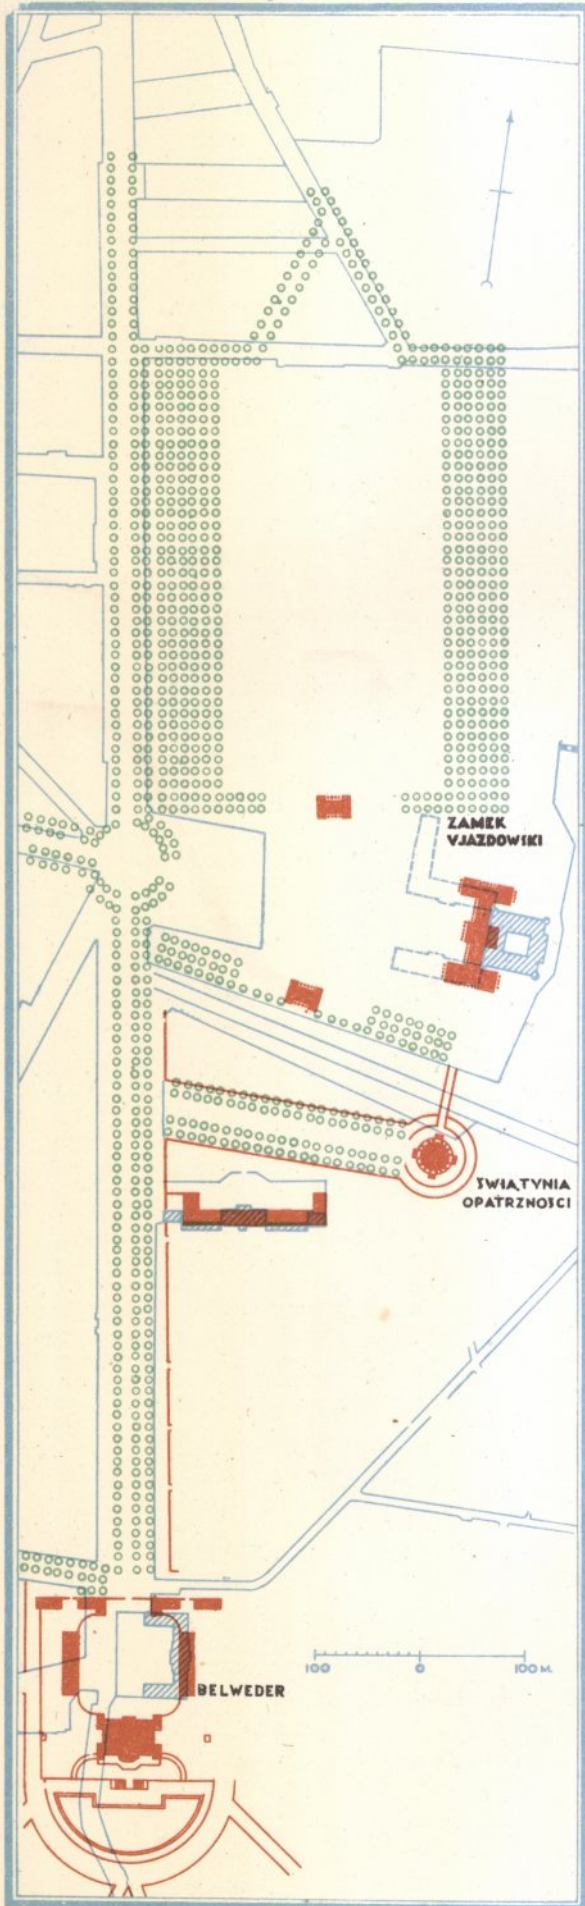 ZAMEK
VJAZDOWSKI
ŚWIĄTYNIA
OPATRZNOŚCI
100 0 100 M.
BELWEDER